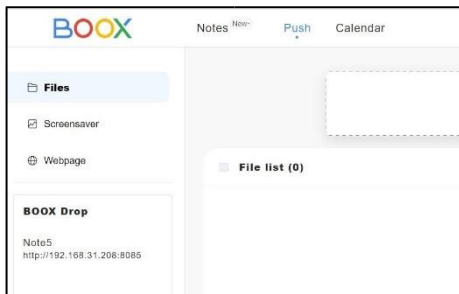 BOOX
Notes New-
Push
Calendar
Files
Screensaver
Webpage
File list (0)
BOOX Drop
Note5
http://192.168.31.208:8085